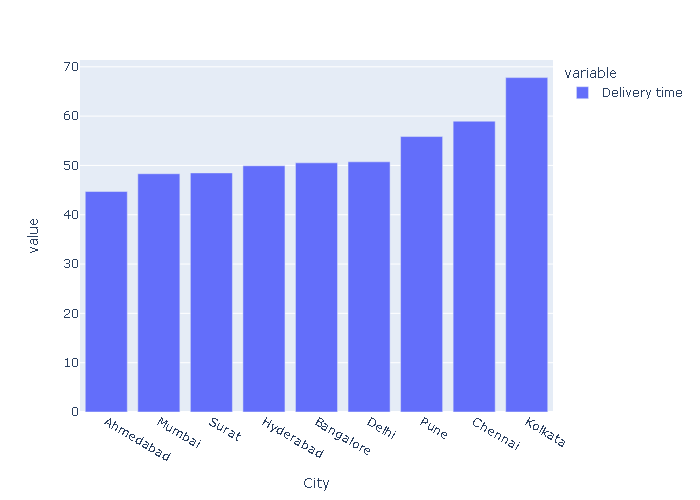 70
60
50
40
30
20
10
0
value
Ahmedabad
Mumbai
Surat
Hyderabad
Bangalore
Delhi
Pune
Chennai
Kolkata
City
variable
Delivery time